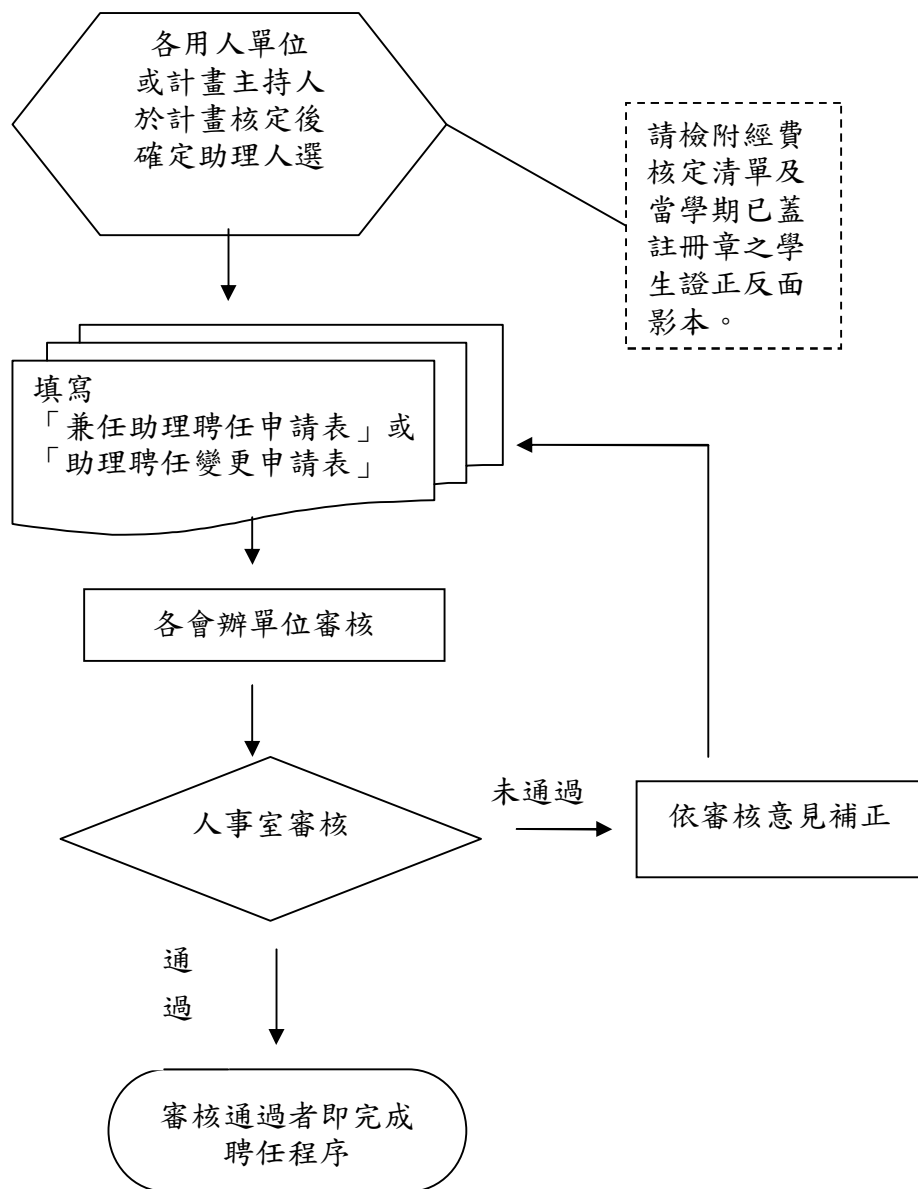 各用人單位
或計畫主持人
於計畫核定後
確定助理人選
請檢附經費
核定清單及
當學期已蓋
註冊章之學
生證正反面
影本。
填寫
「兼任助理聘任申請表」或
「助理聘任變更申請表」
各會辦單位審核
人事室審核
未通過
依審核意見補正
通
過
審核通過者即完成
聘任程序